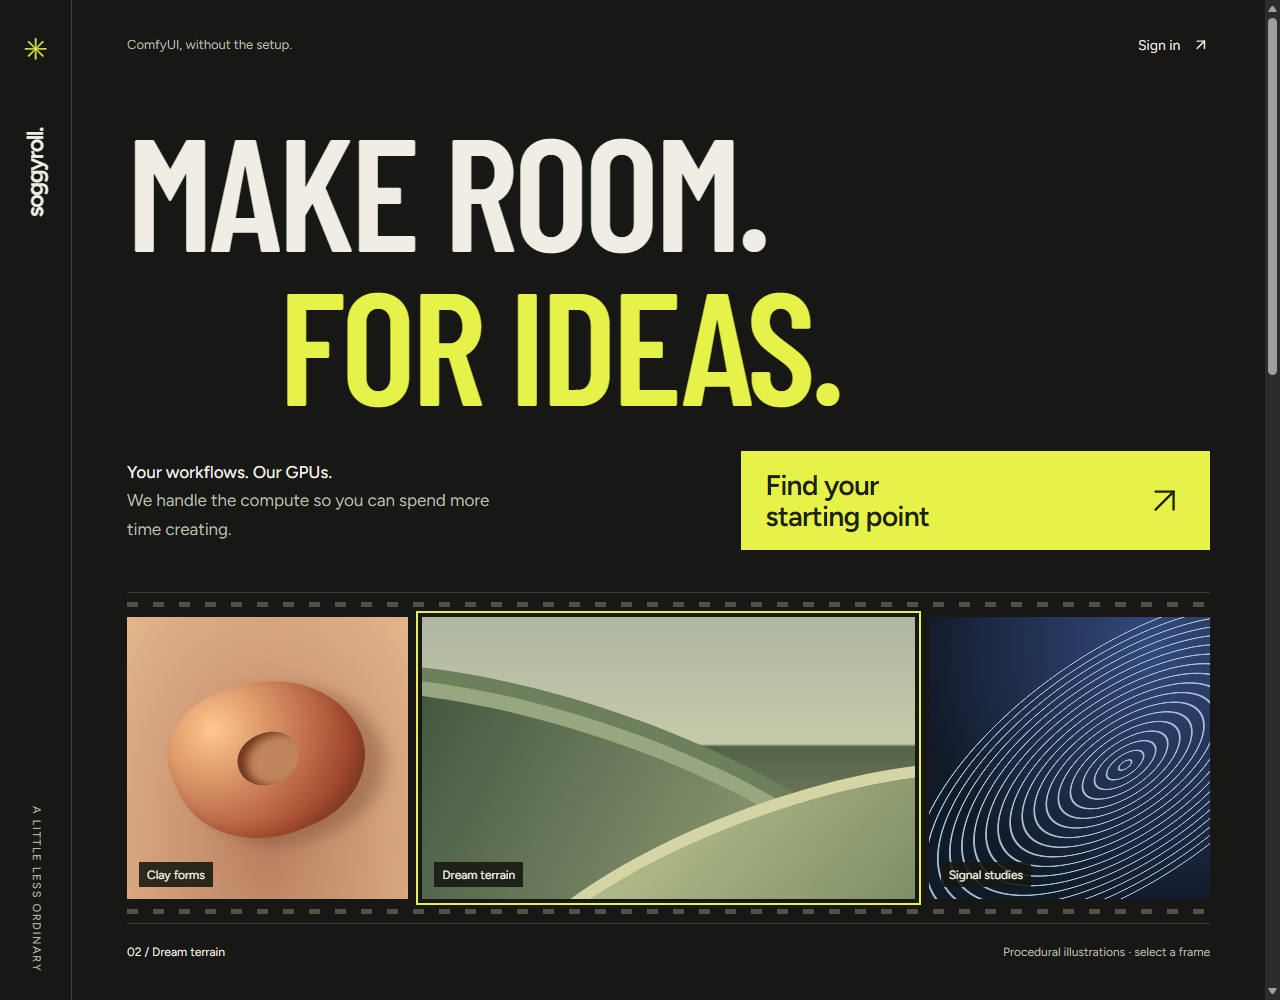 ComfyUI, without the setup.
Sign in
soggyroll.
MAKE ROOM.
FOR IDEAS.
Your workflows. Our GPUs.
We handle the compute so you can spend more
time creating.
Find your
starting point
Clay forms
Dream terrain
Signal studies
A LITTLE LESS ORDINARY
02 / Dream terrain
Procedural illustrations · select a frame